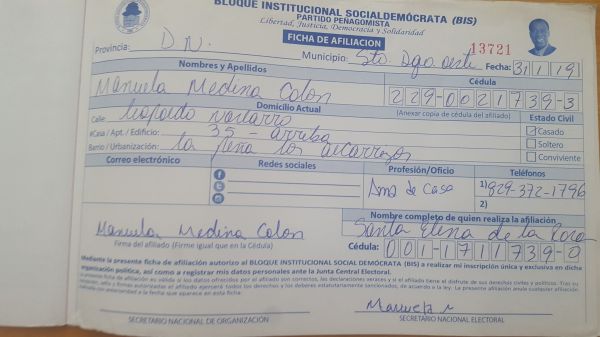 BLOQUE INSTITUCIONAL SOCIALDEMÓCRATA (BIS)
PARTIDO PEÑAGOMISTA
Libertad, Justicia, Democracia y Solidaridad
FICHA DE AFILIACION
13721
Provincia: D N. Municipio: Sto Dgo oeste Fecha: 31 1 19
Nombres y Apellidos Cédula
Manuela Medina Colon 229-0021739-3
Domicilio Actual (Anexar copia de cédula del afiliado) Estado Civil
Calle: leopoldo navarro Casado
#Casa / Apt. / Edificio: 35 - arriba Soltero
Barrio / Urbanización: la los alcarrizos Conviviente
Correo electrónico Redes sociales Profesión/Oficio Teléfonos
Ama de casa 1) 829-372-1796
2)
Nombre completo de quien realiza la afiliación
Manuela Medina Colon Santa Elena de la Rosa
Firma del afiliado (Firme igual que en la Cédula) Cédula: 001-1711739-0
Mediante la presente ficha de afiliación autorizo al BLOQUE INSTITUCIONAL SOCIAL DEMÓCRATA (BIS) a realizar mi inscripción única y exclusiva en dicha
organización política, así como a registrar mis datos personales ante la Junta Central Electoral.
Manuela
SECRETARIO NACIONAL DE ORGANIZACIÓN SECRETARIO NACIONAL ELECTORAL